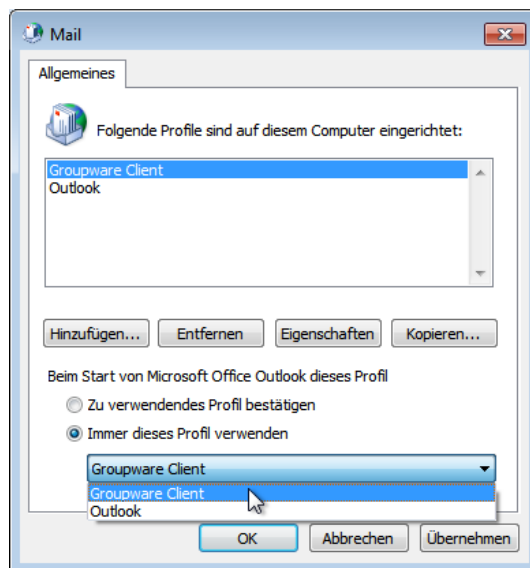 Mail
Allgemeines
Folgende Profile sind auf diesem Computer eingerichtet:
Groupware Client
Outlook
Hinzufügen... Entfernen Eigenschaften Kopieren...
Beim Start von Microsoft Office Outlook dieses Profil
Zu verwendendes Profil bestätigen
Immer dieses Profil verwenden
Groupware Client
Groupware Client
Outlook
OK Abbrechen Übernehmen